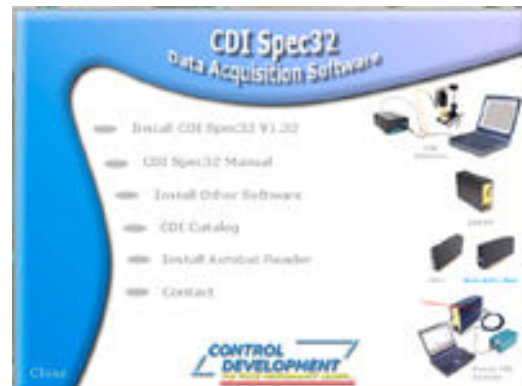 CDI Spec32
Data Acquisition Software
Install CDI Spec32 V1.32
CDI Spec32 Manual
Install Other Software
CDI Catalog
Install Acrobat Reader
Contact
CONTROL
DEVELOPMENT
Close